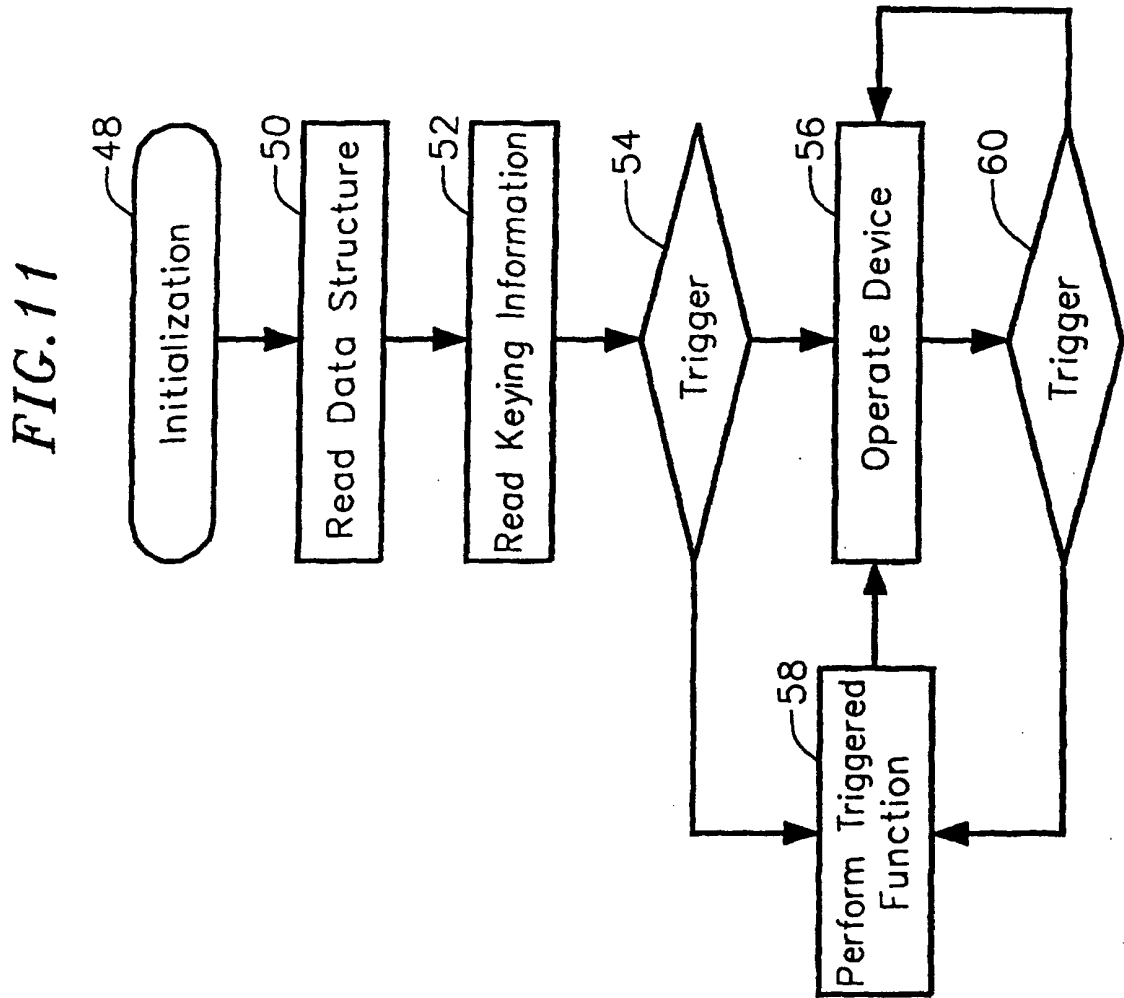 FIG.11
48
Initialization
50
Read Data Structure
52
Read Keying Information
54
Trigger
56
Operate Device
58
Perform Triggered
Function
60
Trigger